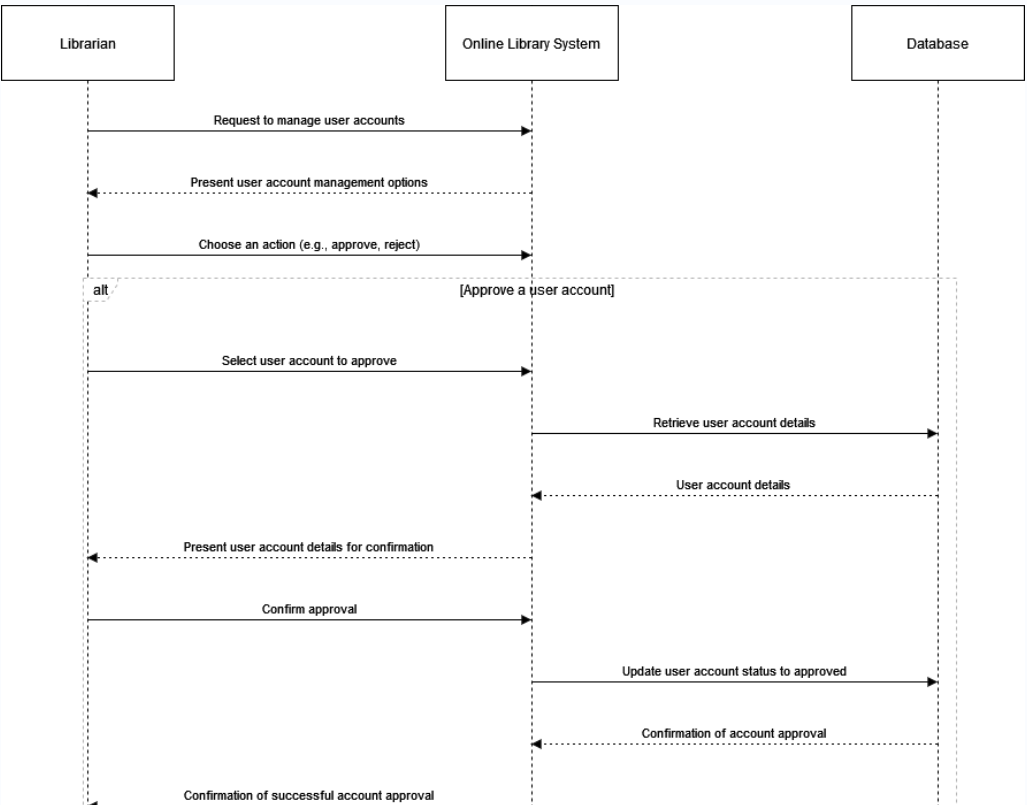 Librarian
Online Library System
Database
Request to manage user accounts
Present user account management options
Choose an action (e.g., approve, reject)
alt
[Approve a user account]
Select user account to approve
Retrieve user account details
User account details
Present user account details for confirmation
Confirm approval
Update user account status to approved
Confirmation of account approval
Confirmation of successful account approval